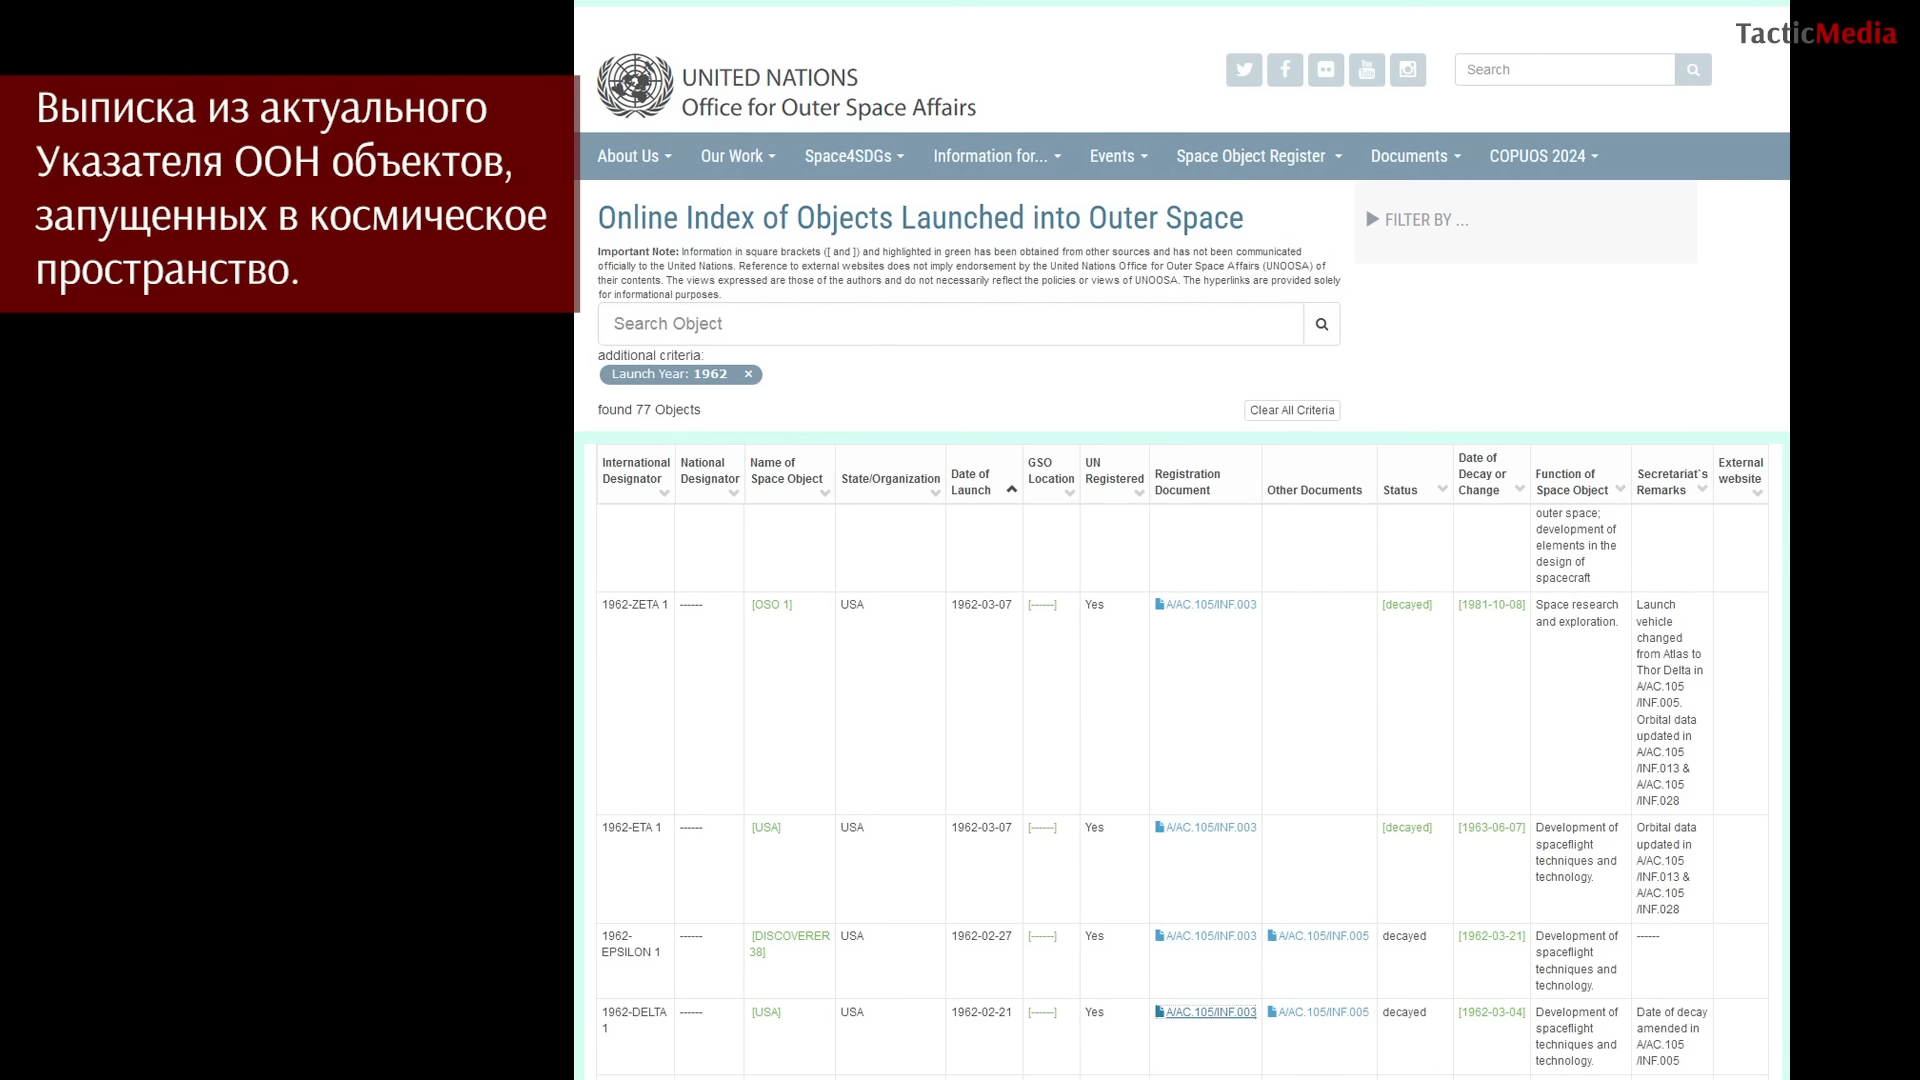 TacticMedia
Выписка из актуального
Указателя ООН объектов,
запущенных в космическое
пространство.
UNITED NATIONS
Office for Outer Space Affairs
Search
About Us
Our Work
Space4SDGs
Information for...
Events
Space Object Register
Documents
COPUOS 2024
Online Index of Objects Launched into Outer Space
FILTER BY ...
Important Note: Information in square brackets ([ and ]) and highlighted in green has been obtained from other sources and has not been communicated
officially to the United Nations. Reference to external websites does not imply endorsement by the United Nations Office for Outer Space Affairs (UNOOSA) of
their contents. The views expressed are those of the authors and do not necessarily reflect the policies or views of UNOOSA. The hyperlinks are provided solely
for informational purposes.
Search Object
additional criteria:
Launch Year: 1962 ×
found 77 Objects
Clear All Criteria
International
Designator
National
Designator
Name of
Space Object
State/Organization
Date of
Launch
GSO
Location
UN
Registered
Registration
Document
Other Documents
Status
Date of
Decay or
Change
Function of
Space Object
Secretariat`s
Remarks
External
website
outer space;
development of
elements in the
design of
spacecraft
1962-ZETA 1
------
[OSO 1]
USA
1962-03-07
[------]
Yes
A/AC.105/INF.003
[decayed]
[1981-10-08]
Space research
and exploration.
Launch
vehicle
changed
from Atlas to
Thor Delta in
A/AC.105
/INF.005.
Orbital data
updated in
A/AC.105
/INF.013 &
A/AC.105
/INF.028
1962-ETA 1
------
[USA]
USA
1962-03-07
[------]
Yes
A/AC.105/INF.003
[decayed]
[1963-06-07]
Development of
spaceflight
techniques and
technology.
Orbital data
updated in
A/AC.105
/INF.013 &
A/AC.105
/INF.028
1962-
EPSILON 1
------
[DISCOVERER
38]
USA
1962-02-27
[------]
Yes
A/AC.105/INF.003
A/AC.105/INF.005
decayed
[1962-03-21]
Development of
spaceflight
techniques and
technology.
------
1962-DELTA
1
------
[USA]
USA
1962-02-21
[------]
Yes
A/AC.105/INF.003
A/AC.105/INF.005
decayed
[1962-03-04]
Development of
spaceflight
techniques and
technology.
Date of decay
amended in
A/AC.105
/INF.005